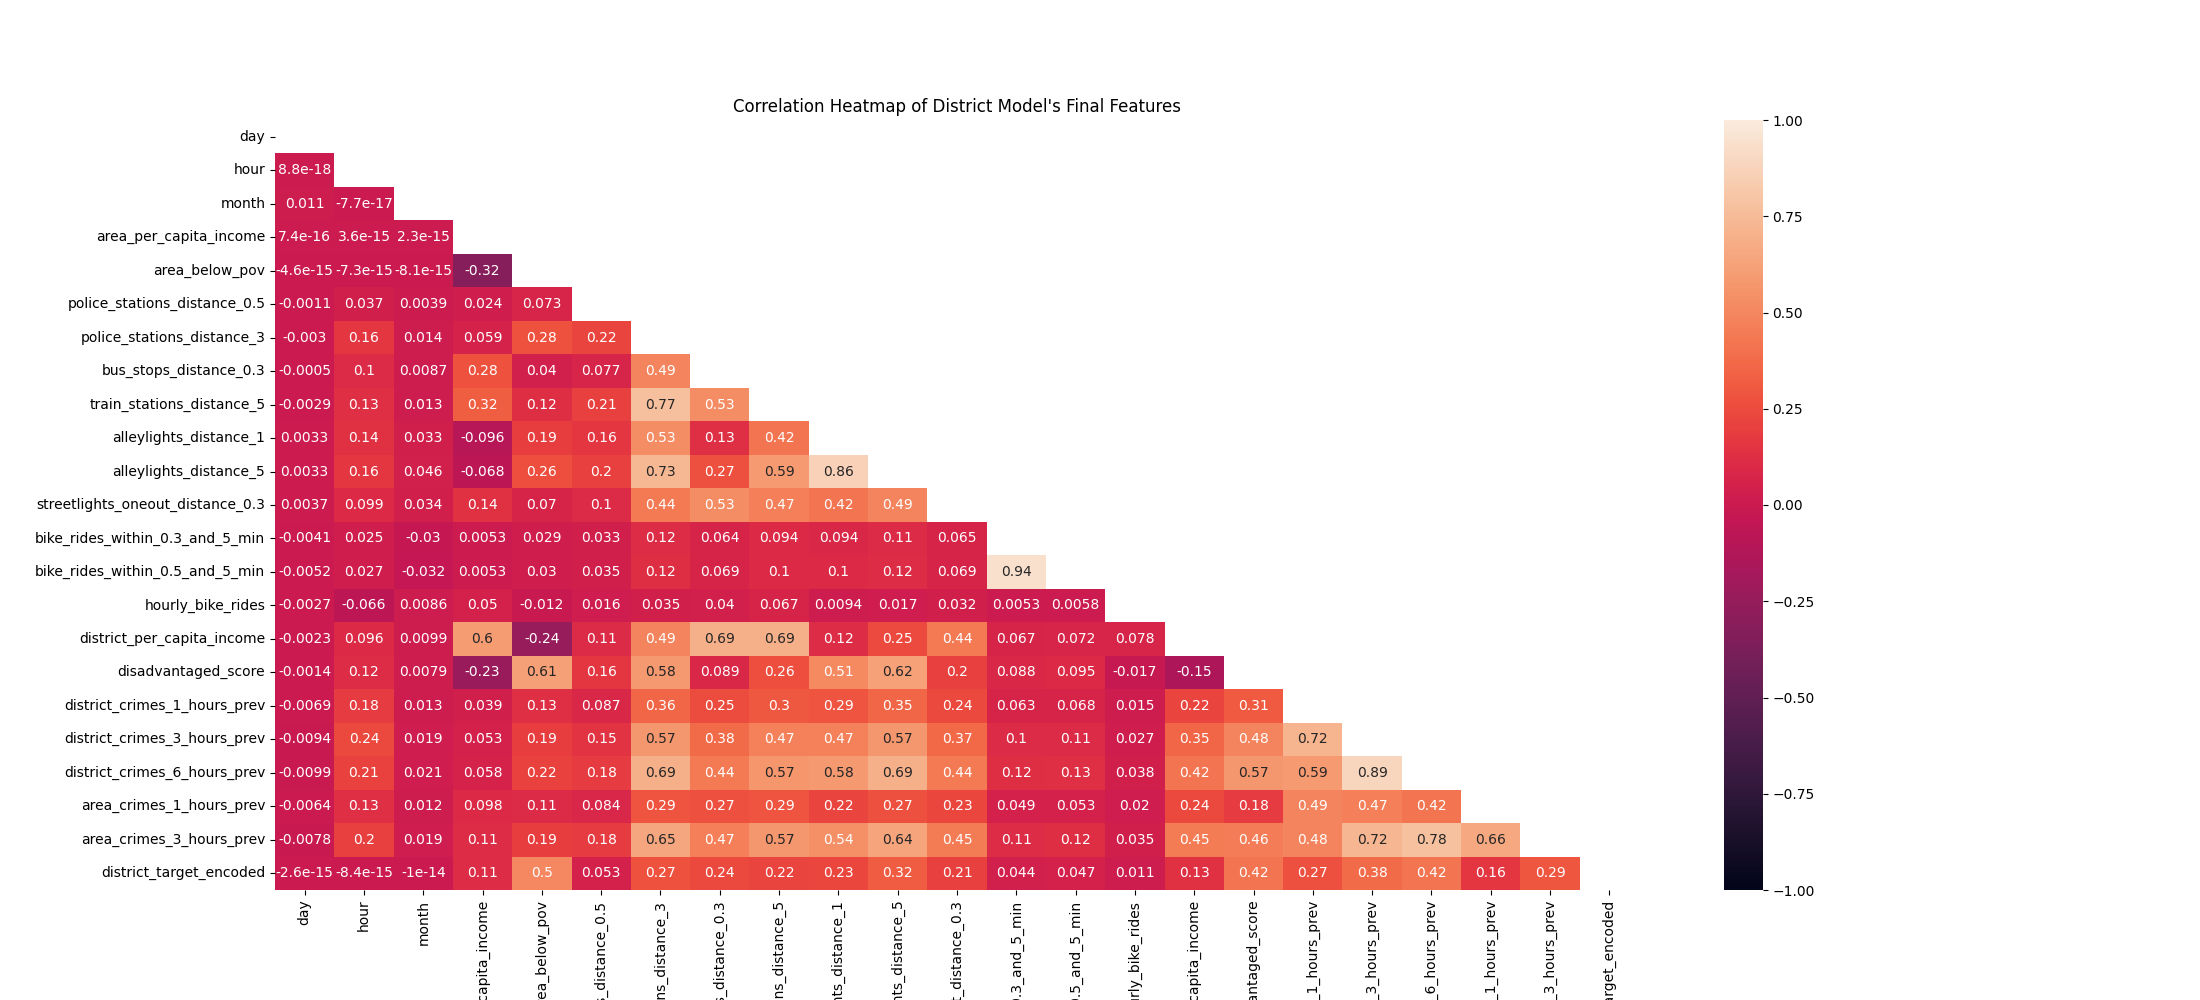 Correlation Heatmap of District Model's Final Features
day
hour 8.8e-18
month 0.011 -7.7e-17
area_per_capita_income 7.4e-16 3.6e-15 2.3e-15
area_below_pov -4.6e-15 -7.3e-15 -8.1e-15 -0.32
police_stations_distance_0.5 -0.0011 0.037 0.0039 0.024 0.073
police_stations_distance_3 -0.003 0.16 0.014 0.059 0.28 0.22
bus_stops_distance_0.3 -0.0005 0.1 0.0087 0.28 0.04 0.077 0.49
train_stations_distance_5 -0.0029 0.13 0.013 0.32 0.12 0.21 0.77 0.53
alleylights_distance_1 0.0033 0.14 0.033 -0.096 0.19 0.16 0.53 0.13 0.42
alleylights_distance_5 0.0033 0.16 0.046 -0.068 0.26 0.2 0.73 0.27 0.59 0.86
streetlights_oneout_distance_0.3 0.0037 0.099 0.034 0.14 0.07 0.1 0.44 0.53 0.47 0.42 0.49
bike_rides_within_0.3_and_5_min -0.0041 0.025 -0.03 0.0053 0.029 0.033 0.12 0.064 0.094 0.094 0.11 0.065
bike_rides_within_0.5_and_5_min -0.0052 0.027 -0.032 0.0053 0.03 0.035 0.12 0.069 0.1 0.1 0.12 0.069 0.94
hourly_bike_rides -0.0027 -0.066 0.0086 0.05 -0.012 0.016 0.035 0.04 0.067 0.0094 0.017 0.032 0.0053 0.0058
district_per_capita_income -0.0023 0.096 0.0099 0.6 -0.24 0.11 0.49 0.69 0.69 0.12 0.25 0.44 0.067 0.072 0.078
disadvantaged_score -0.0014 0.12 0.0079 -0.23 0.61 0.16 0.58 0.089 0.26 0.51 0.62 0.2 0.088 0.095 -0.017 -0.15
district_crimes_1_hours_prev -0.0069 0.18 0.013 0.039 0.13 0.087 0.36 0.25 0.3 0.29 0.35 0.24 0.063 0.068 0.015 0.22 0.31
district_crimes_3_hours_prev -0.0094 0.24 0.019 0.053 0.19 0.15 0.57 0.38 0.47 0.47 0.57 0.37 0.1 0.11 0.027 0.35 0.48 0.72
district_crimes_6_hours_prev -0.0099 0.21 0.021 0.058 0.22 0.18 0.69 0.44 0.57 0.58 0.69 0.44 0.12 0.13 0.038 0.42 0.57 0.59 0.89
area_crimes_1_hours_prev -0.0064 0.13 0.012 0.098 0.11 0.084 0.29 0.27 0.29 0.22 0.27 0.23 0.049 0.053 0.02 0.24 0.18 0.49 0.47 0.42
area_crimes_3_hours_prev -0.0078 0.2 0.019 0.11 0.19 0.18 0.65 0.47 0.57 0.54 0.64 0.45 0.11 0.12 0.035 0.45 0.46 0.48 0.72 0.78 0.66
district_target_encoded -2.6e-15 -8.4e-15 -1e-14 0.11 0.5 0.053 0.27 0.24 0.22 0.23 0.32 0.21 0.044 0.047 0.011 0.13 0.42 0.27 0.38 0.42 0.16 0.29
day
hour
month
capita_income
ea_below_pov
s_distance_0.5
ns_distance_3
s_distance_0.3
ns_distance_5
hts_distance_1
hts_distance_5
t_distance_0.3
0.3_and_5_min
0.5_and_5_min
urly_bike_rides
capita_income
vantaged_score
_1_hours_prev
_3_hours_prev
_6_hours_prev
_1_hours_prev
_3_hours_prev
arget_encoded
1.00
0.75
0.50
0.25
0.00
−0.25
−0.50
−0.75
−1.00